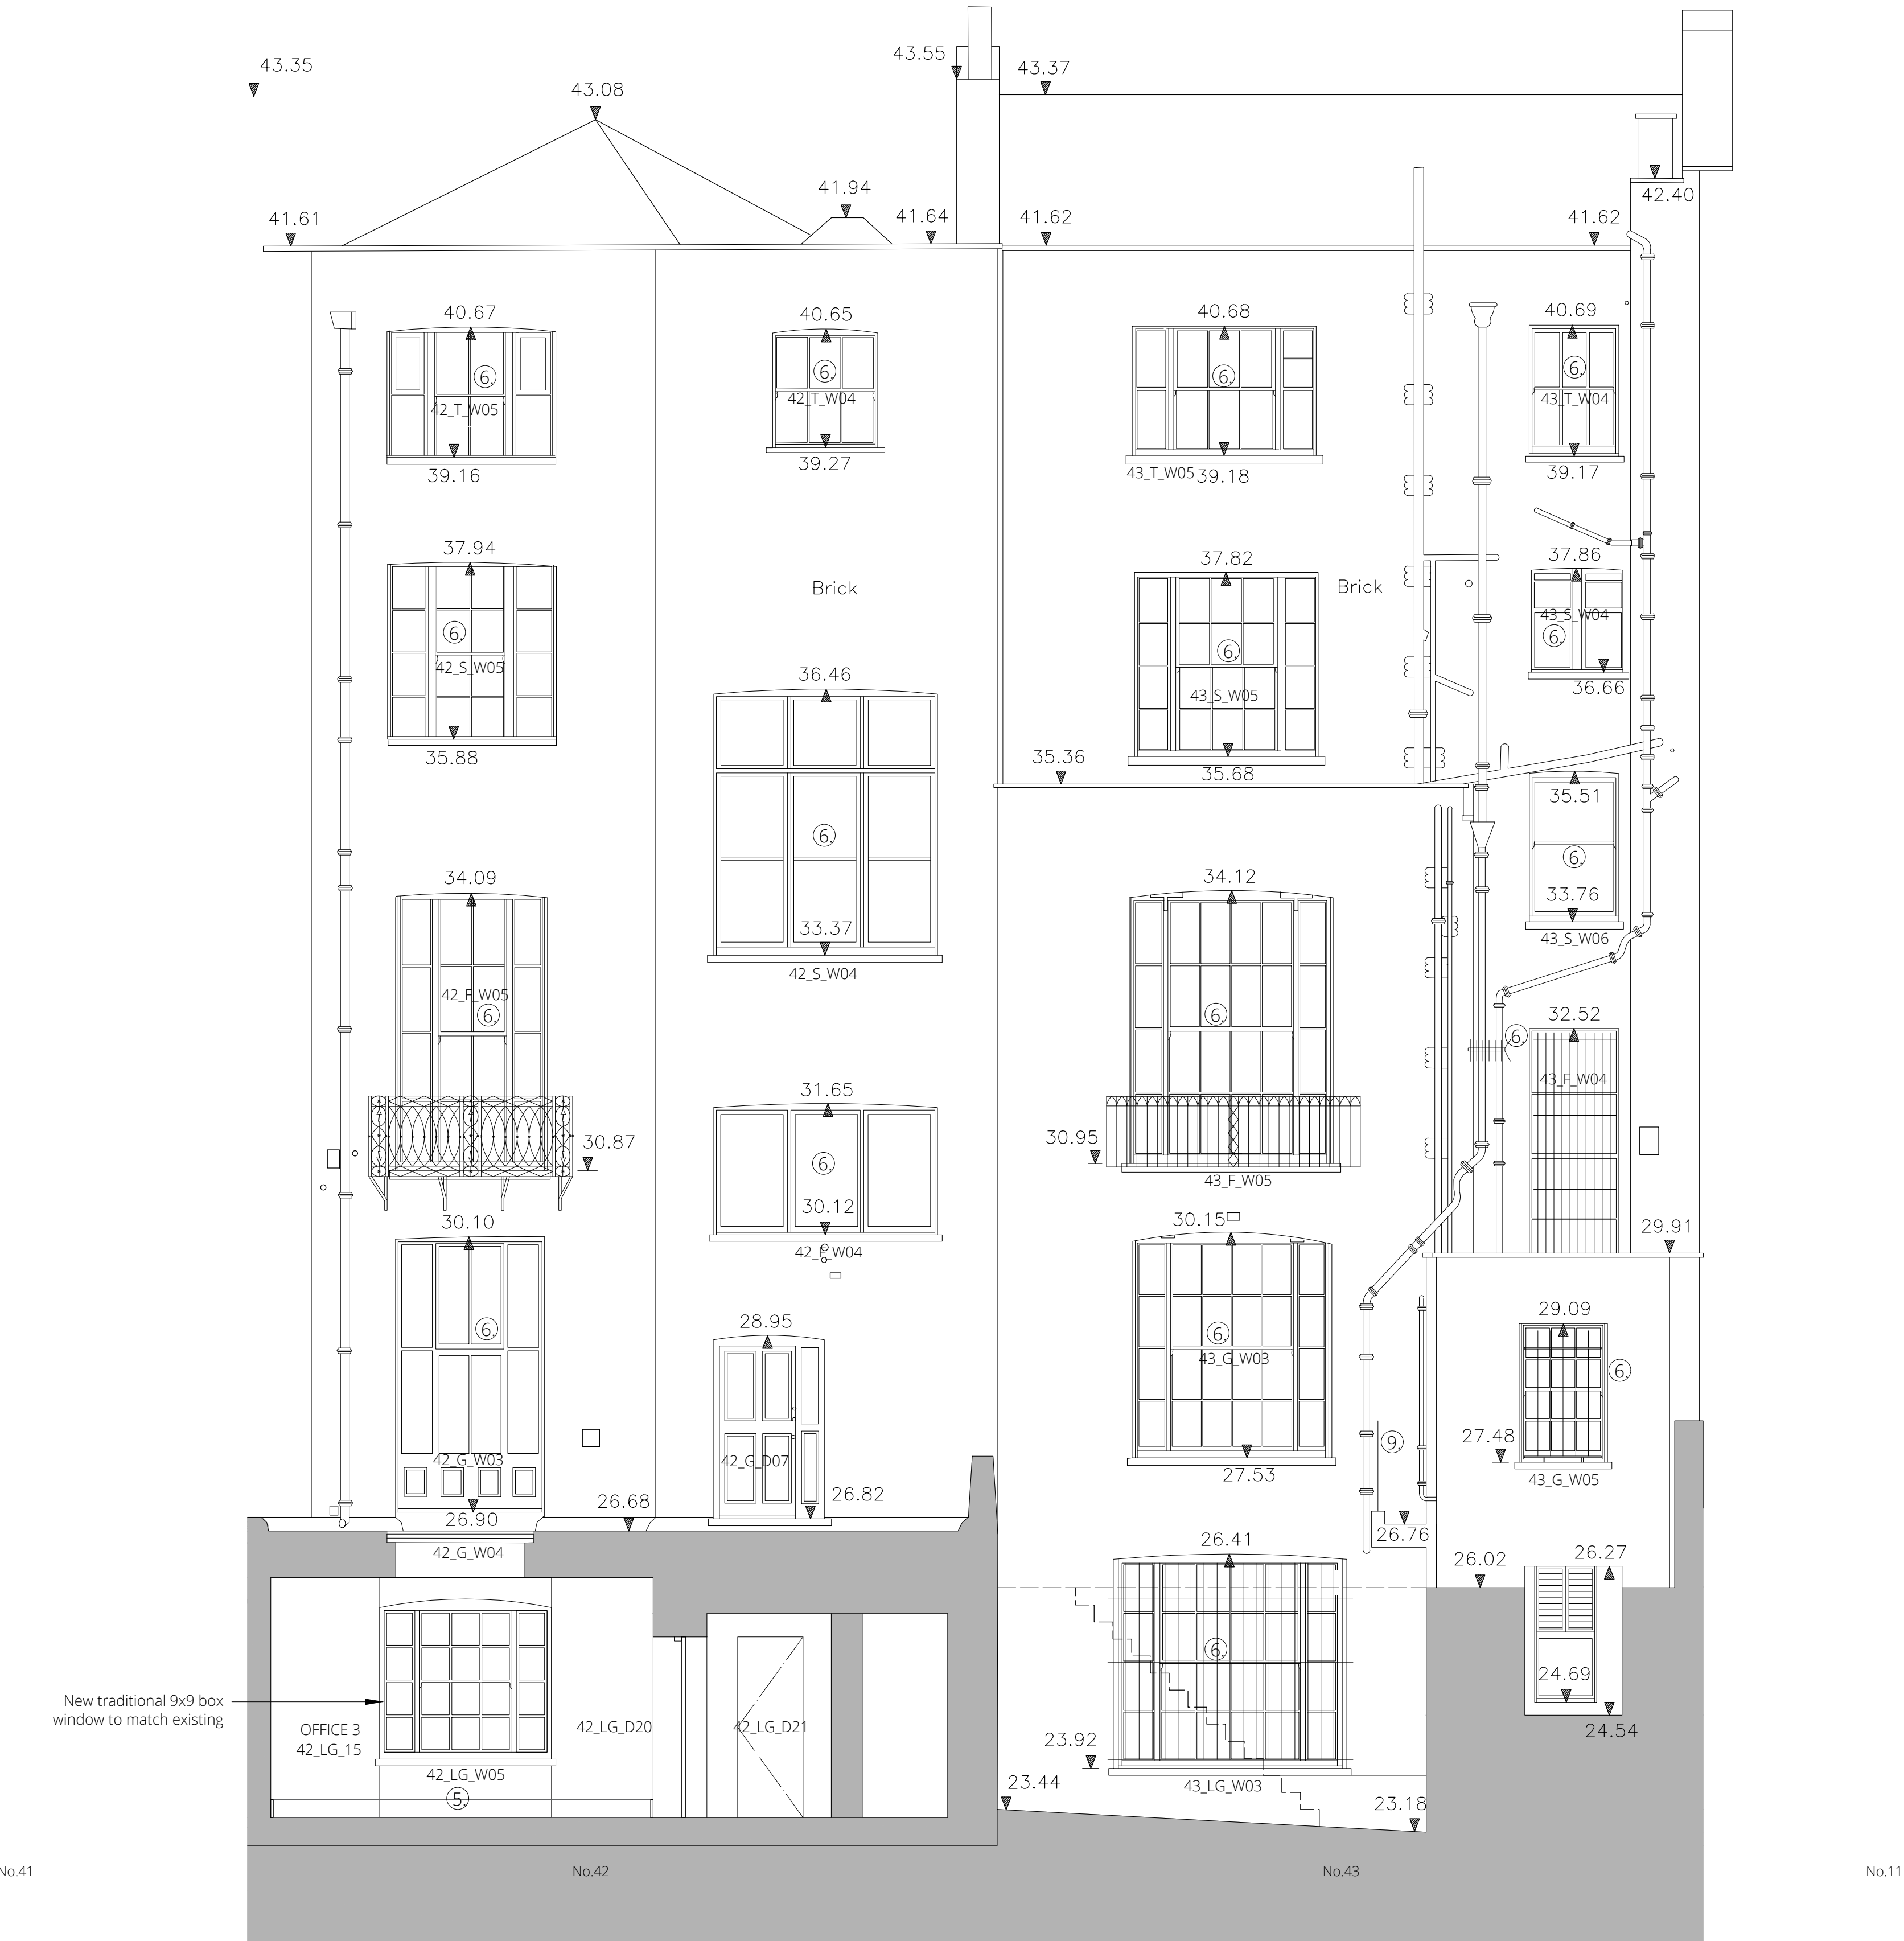 43.55
43.35
43.37
43.08
41.94
42.40
41.61
41.64
41.62
41.62
40.67
40.65
40.68
40.69
6.
6.
6.
6.
42_T_W05
42_T_W04
43_T_W04
39.16
39.27
43_T_W05
39.18
39.17
37.94
37.82
37.86
Brick
Brick
43_S_W04
6.
6.
6.
42_S_W05
36.46
43_S_W05
36.66
35.88
35.36
35.68
35.51
6.
6.
34.09
34.12
33.76
33.37
43_S_W06
42_S_W04
42_F_W05
6.
6.
32.52
6.
43_F_W04
31.65
30.87
30.95
6.
43_F_W05
30.12
30.10
30.15
29.91
42_F_W04
28.95
29.09
6.
6.
43_G_W03
6.
42_G_W03
42_G_D07
9.
27.48
27.53
43_G_W05
26.68
26.82
26.90
26.76
42_G_W04
26.41
26.02
26.27
6.
24.69
New traditional 9x9 box
window to match existing
OFFICE 3
42_LG_15
42_LG_D20
42_LG_D21
24.54
23.92
42_LG_W05
43_LG_W03
5.
23.44
23.18
No.41
No.42
No.43
No.11